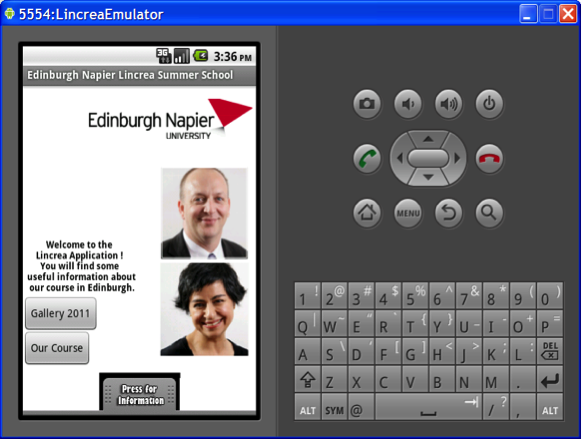 5554:LincreaEmulator
3G 3:36 PM
Edinburgh Napier Lincrea Summer School
Edinburgh Napier
UNIVERSITY
Welcome to the
Lincrea Application !
You will find some
useful information about
our course in Edinburgh.
Gallery 2011
Our Course
Press for
Information
MENU
1 ! 2 @ 3 # 4 $ 5 % 6 ^ 7 & 8 * 9 ( 0 )
Q | W ~ E " R ` T { Y } U _ I - O + P =
A S \ D ' F [ G ] H < J > K ; L : DEL
Z X C V B N M .
ALT SYM @ / ? , ALT